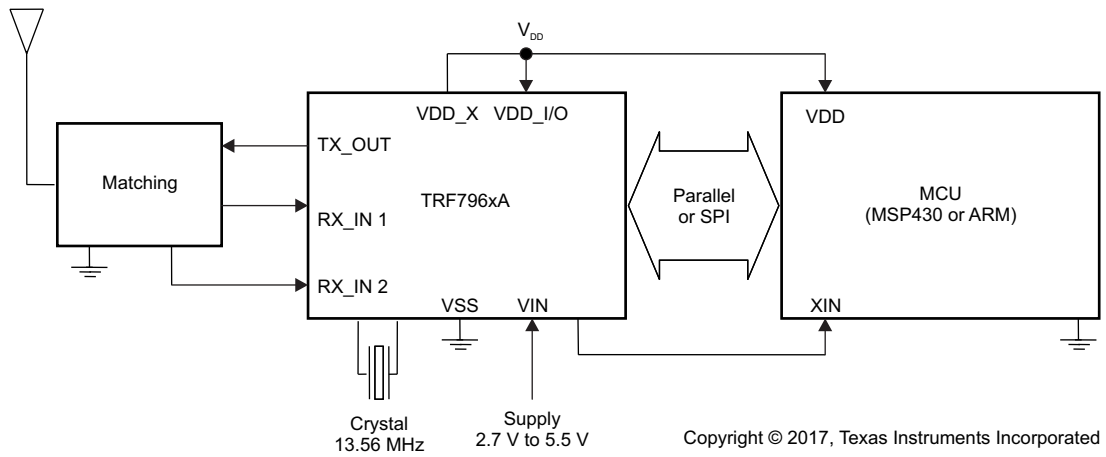 V_DD
VDD_X VDD_I/O
VDD
TX_OUT
Matching
TRF796xA
RX_IN 1
Parallel
or SPI
MCU
(MSP430 or ARM)
RX_IN 2
VSS
VIN
XIN
Crystal
13.56 MHz
Supply
2.7 V to 5.5 V
Copyright © 2017, Texas Instruments Incorporated